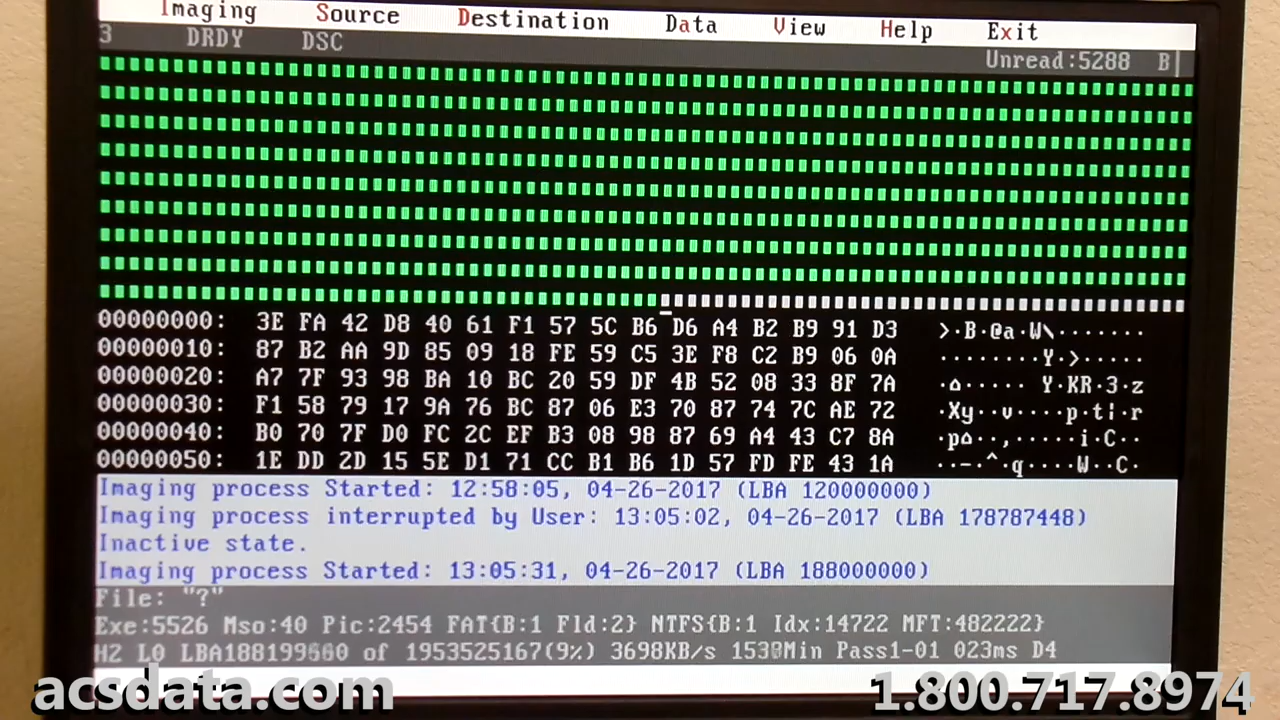 Imaging Source Destination Data View Help Exit
3 DRDY DSC Unread:5288 B
00000000: 3E FA 42 D8 40 61 F1 57 5C B6 D6 A4 B2 B9 91 D3 >·B·@a·W\·······
00000010: 87 B2 AA 9D 85 09 18 FE 59 C5 3E F8 C2 B9 06 0A ········Y·>·····
00000020: A7 7F 93 98 BA 10 BC 20 59 DF 4B 52 08 33 8F 7A ·⌂····· Y·KR·3·z
00000030: F1 58 79 17 9A 76 BC 87 06 E3 70 87 74 7C AE 72 ·Xy··v····p·t¦·r
00000040: B0 70 7F D0 FC 2C EF B3 08 98 87 69 A4 43 C7 8A ·p⌂··,·····i·C··
00000050: 1E DD 2D 15 5E D1 71 CC B1 B6 1D 57 FD FE 43 1A ··-·^·q····W··C·
Imaging process Started: 12:58:05, 04-26-2017 (LBA 120000000)
Imaging process interrupted by User: 13:05:02, 04-26-2017 (LBA 178787448)
Inactive state.
Imaging process Started: 13:05:31, 04-26-2017 (LBA 188000000)
File: "?"
Exe:5526 Mso:40 Pic:2454 FAT{B:1 Fld:2} NTFS{B:1 Idx:14722 MFT:482222}
H2 L0 of 1953525167(9%) 3698KB/s Pass1-01 023ms D4
acsdata.com 1.800.717.8974